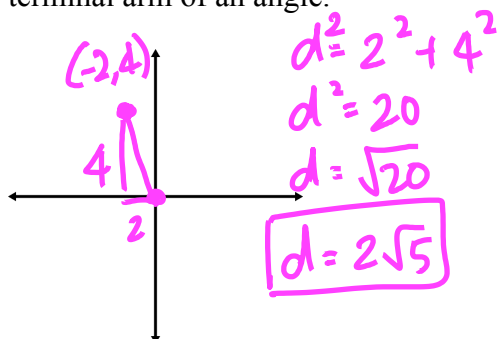 terminal arm of an angle.
(-2,4)
4
2
d² = 2² + 4²
d² = 20
d = √20
d = 2√5